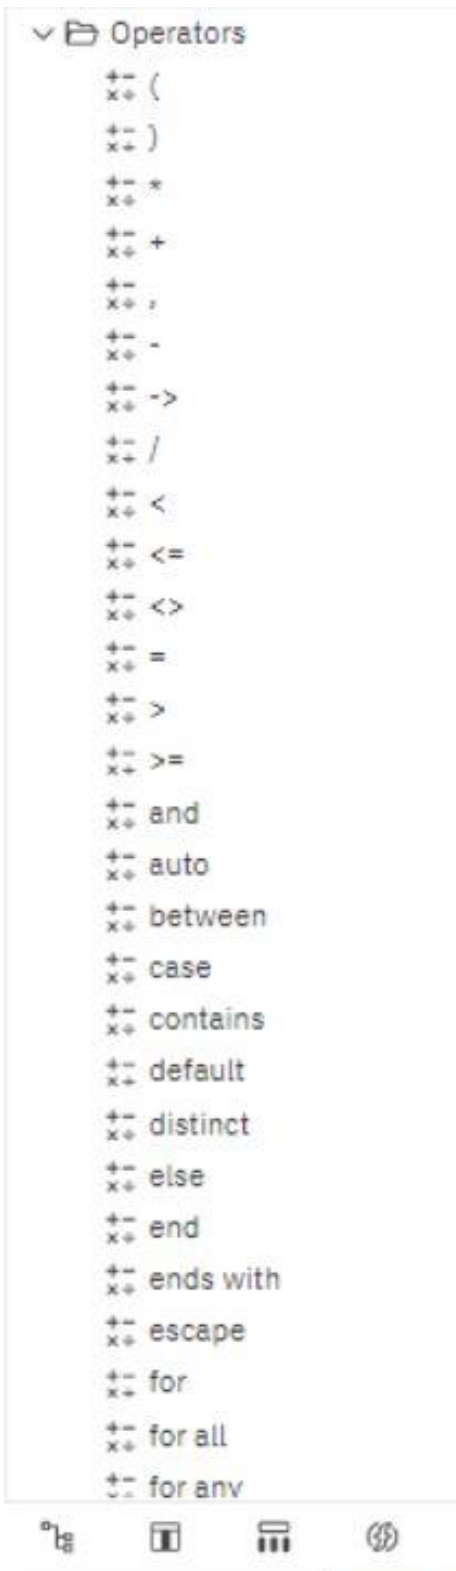 Operators
(
)
*
+
,
-
->
/
<
<=
<>
=
>
>=
and
auto
between
case
contains
default
distinct
else
end
ends with
escape
for
for all
for any